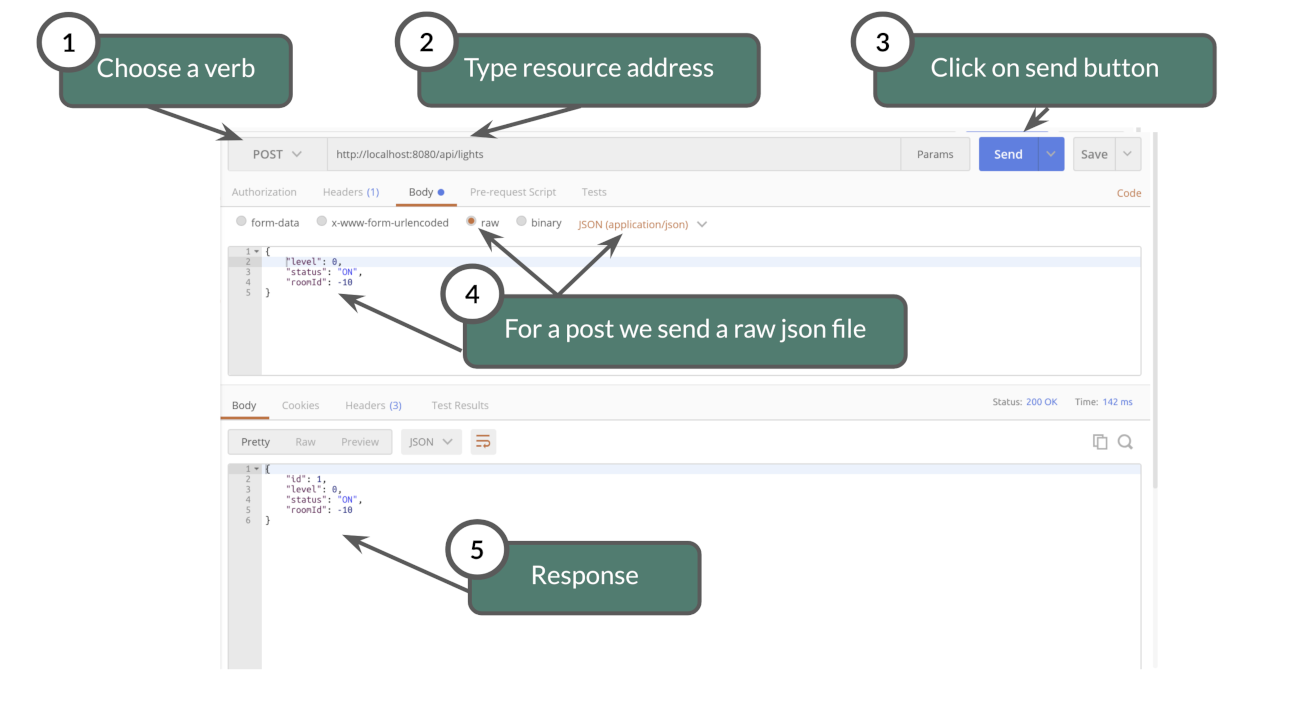 1
Choose a verb
2
Type resource address
3
Click on send button
POST http://localhost:8080/api/lights Params Send Save
Authorization Headers (1) Body Pre-request Script Tests Code
form-data x-www-form-urlencoded raw binary JSON (application/json)
1 {
2 "level": 0,
3 "status": "ON",
4 "roomId": -10
5 }
4
For a post we send a raw json file
Body Cookies Headers (3) Test Results Status: 200 OK Time: 142 ms
Pretty Raw Preview JSON
1 {
2 "id": 1,
3 "level": 0,
4 "status": "ON",
5 "roomId": -10
6 }
5
Response